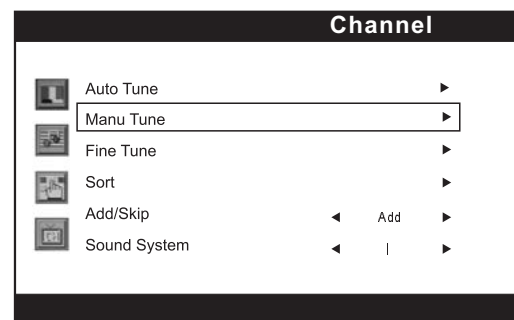 Channel
Auto Tune
Manu Tune
Fine Tune
Sort
Add/Skip Add
Sound System I